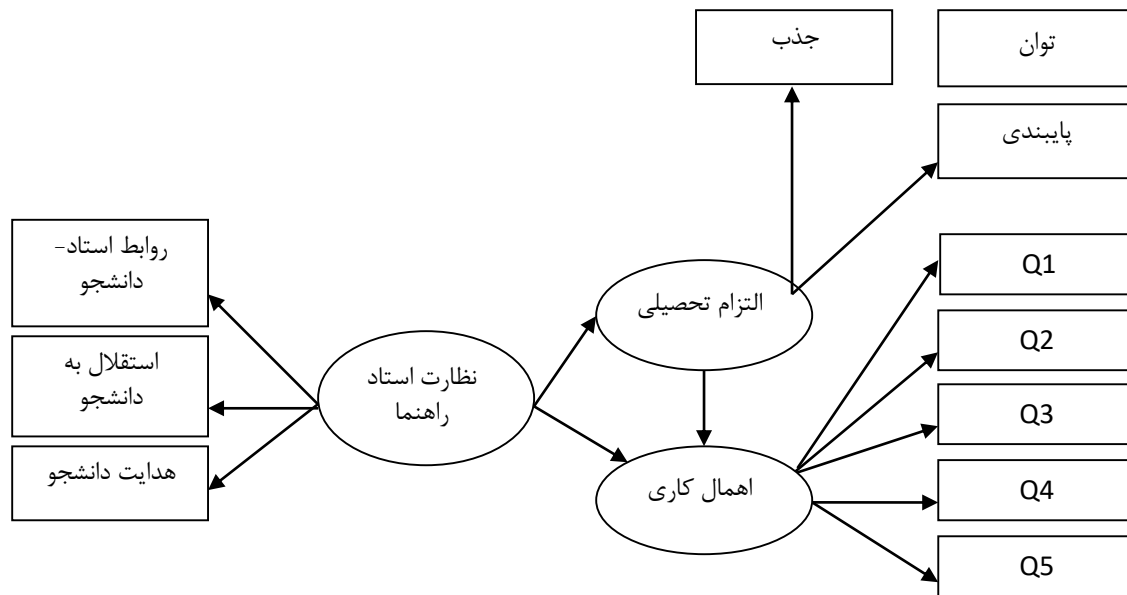 جذب
توان
پایبندی
روابط استاد-
دانشجو
استقلال به
دانشجو
هدایت دانشجو
نظارت استاد
راهنما
التزام تحصیلی
اهمال کاری
Q1
Q2
Q3
Q4
Q5